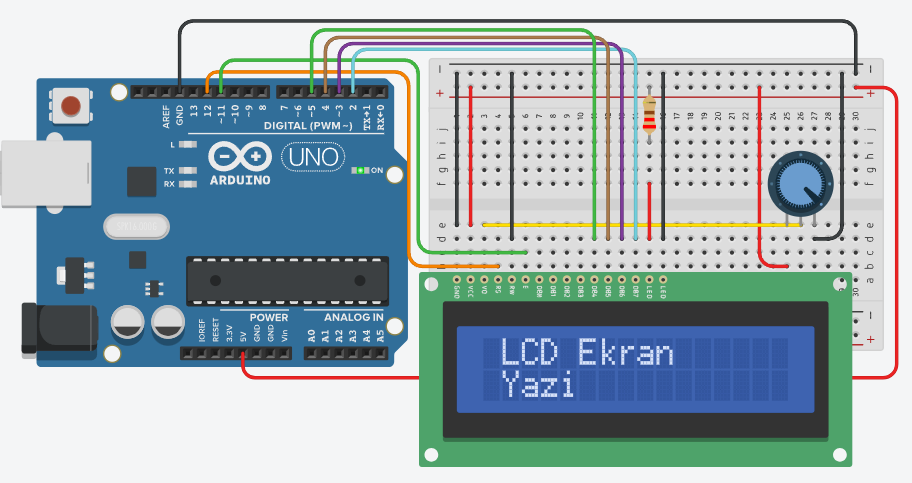 AREF
GND
13
12
~11
~10
~9
8
7
~6
~5
4
~3
2
TX→1
RX←0
DIGITAL (PWM~)
L
TX
RX
ARDUINO
UNO
ON
POWER
ANALOG IN
IOREF
RESET
3.3V
5V
GND
GND
Vin
A0
A1
A2
A3
A4
A5
j
i
h
g
f
e
d
c
b
a
GND
VCC
VO
RS
RW
E
DB0
DB1
DB2
DB3
DB4
DB5
DB6
DB7
LED
LED
LCD Ekran
Yazi